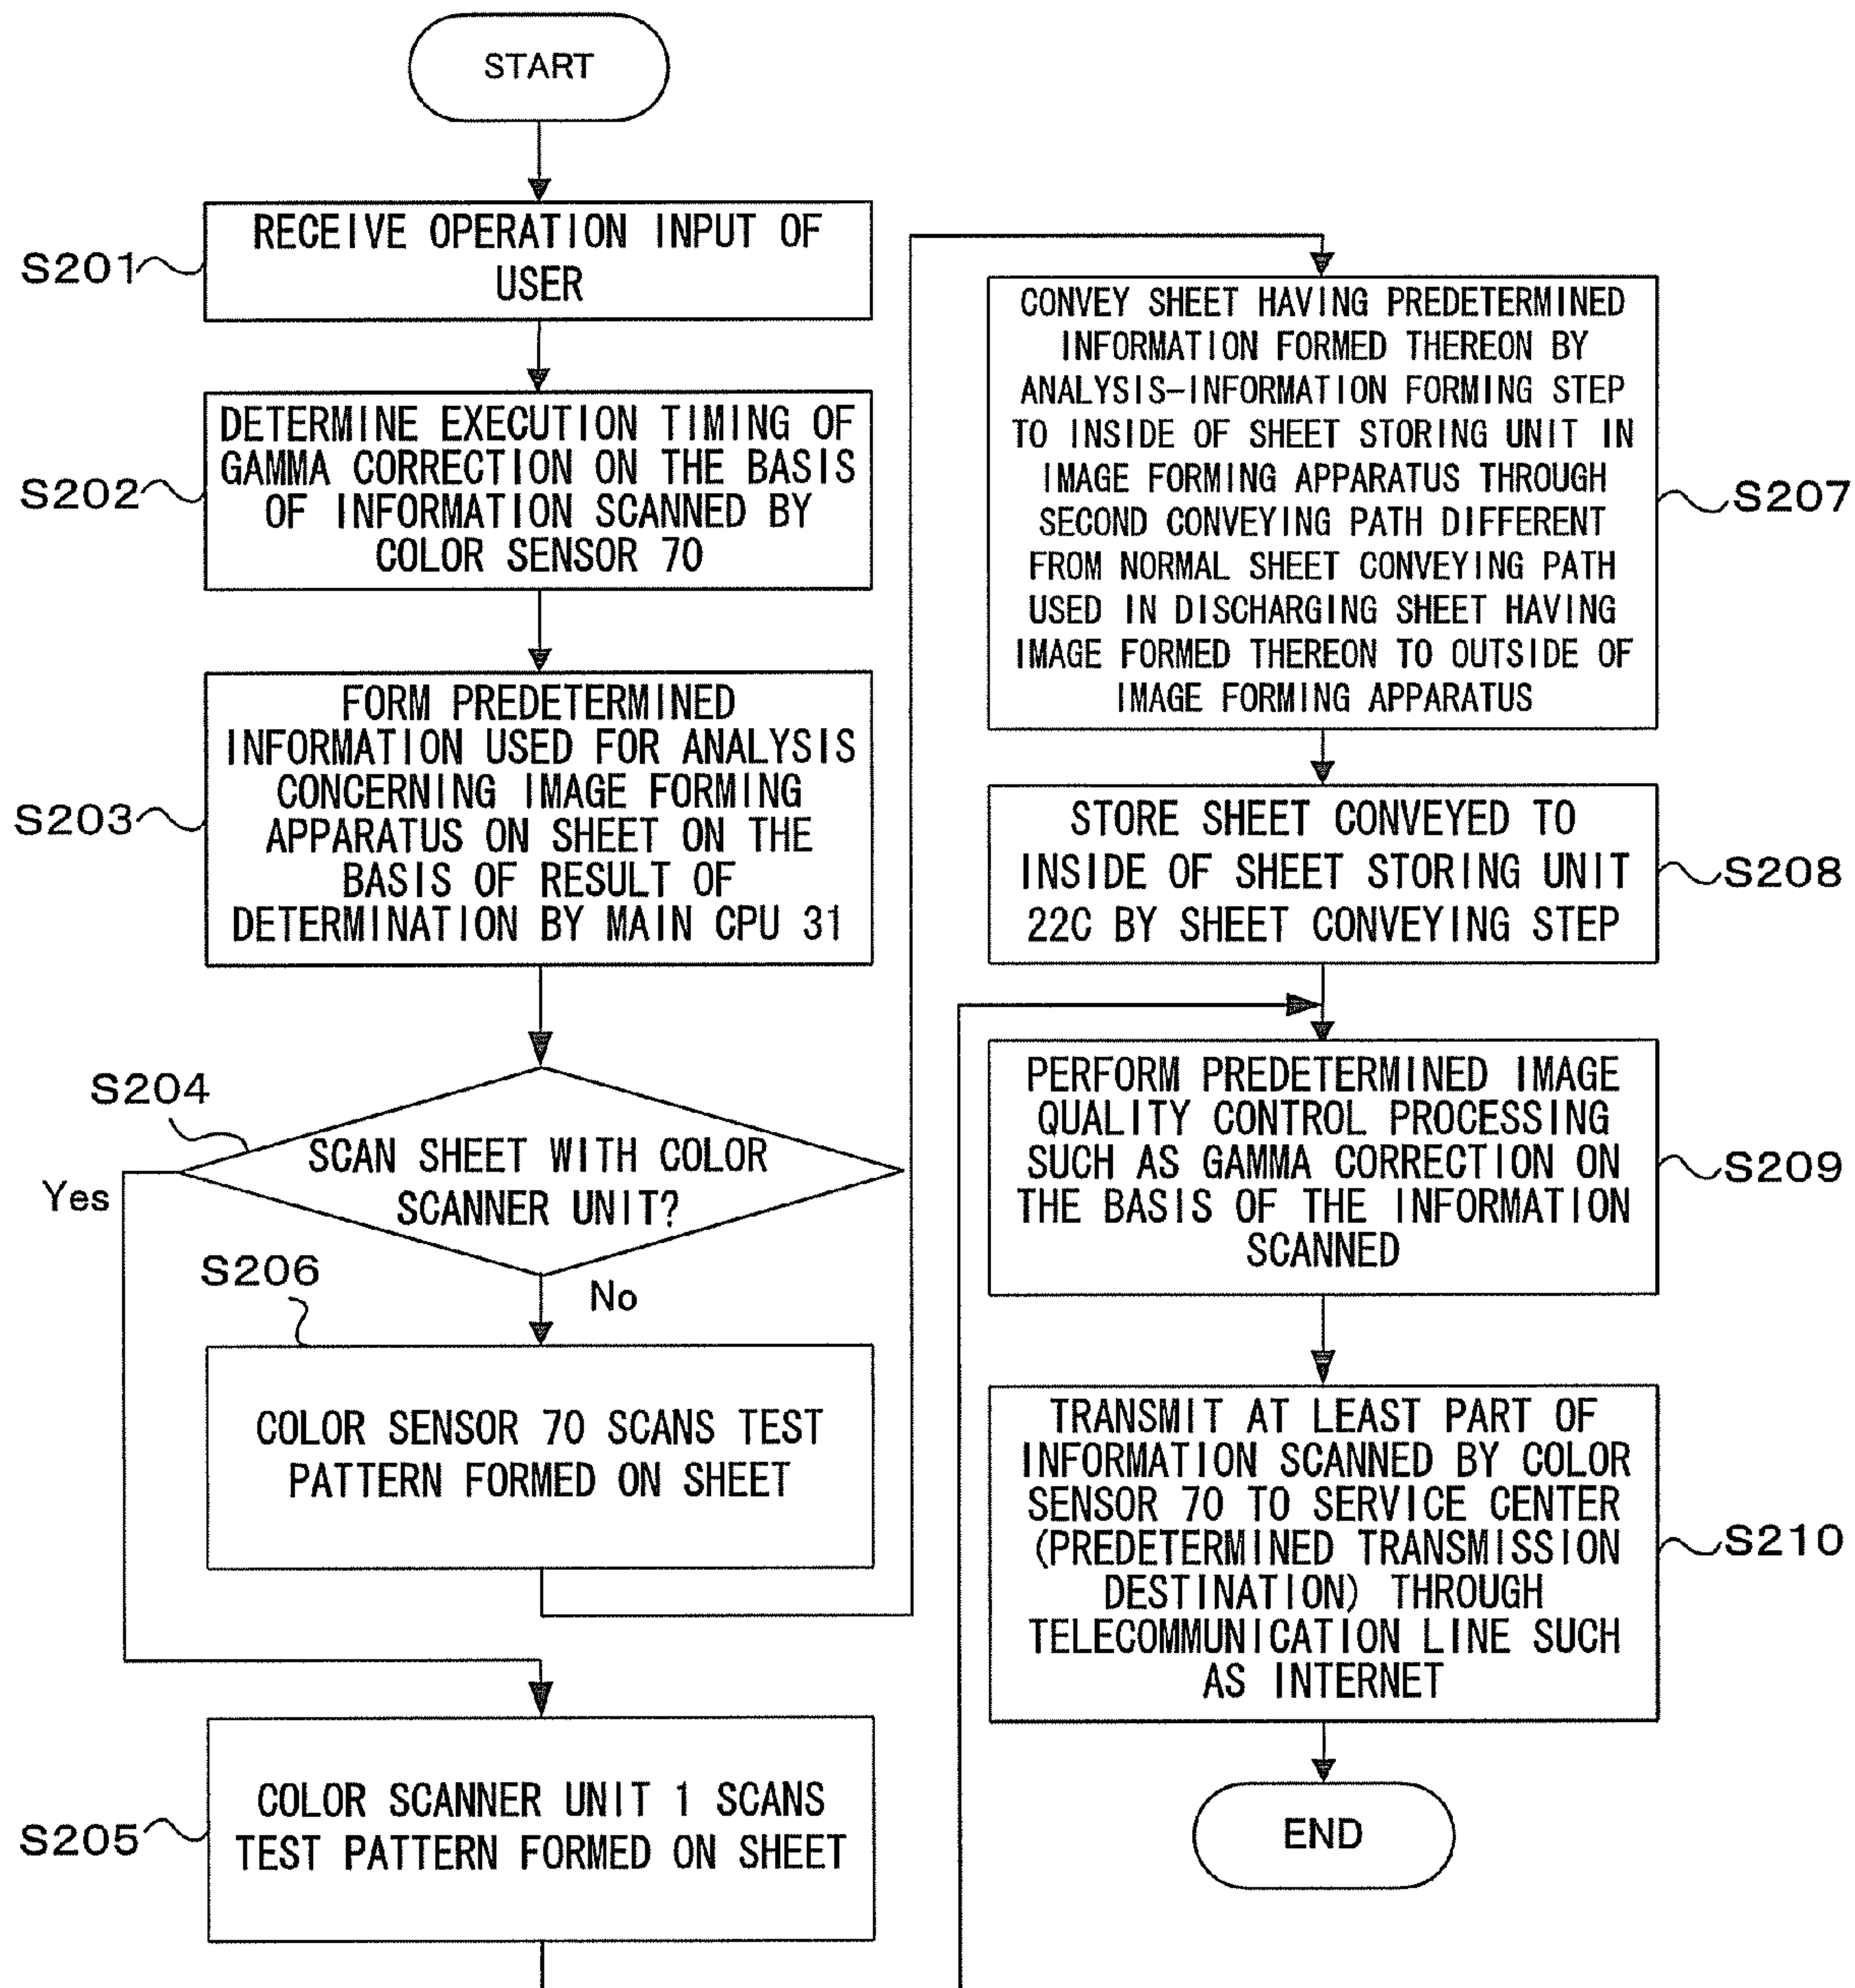 START
S201
RECEIVE OPERATION INPUT OF
USER
S202
DETERMINE EXECUTION TIMING OF
GAMMA CORRECTION ON THE BASIS
OF INFORMATION SCANNED BY
COLOR SENSOR 70
S203
FORM PREDETERMINED
INFORMATION USED FOR ANALYSIS
CONCERNING IMAGE FORMING
APPARATUS ON SHEET ON THE
BASIS OF RESULT OF
DETERMINATION BY MAIN CPU 31
S204
SCAN SHEET WITH COLOR
SCANNER UNIT?
Yes
No
S206
COLOR SENSOR 70 SCANS TEST
PATTERN FORMED ON SHEET
S205
COLOR SCANNER UNIT 1 SCANS
TEST PATTERN FORMED ON SHEET
CONVEY SHEET HAVING PREDETERMINED
INFORMATION FORMED THEREON BY
ANALYSIS-INFORMATION FORMING STEP
TO INSIDE OF SHEET STORING UNIT IN
IMAGE FORMING APPARATUS THROUGH
SECOND CONVEYING PATH DIFFERENT
FROM NORMAL SHEET CONVEYING PATH
USED IN DISCHARGING SHEET HAVING
IMAGE FORMED THEREON TO OUTSIDE OF
IMAGE FORMING APPARATUS
S207
STORE SHEET CONVEYED TO
INSIDE OF SHEET STORING UNIT
22C BY SHEET CONVEYING STEP
S208
PERFORM PREDETERMINED IMAGE
QUALITY CONTROL PROCESSING
SUCH AS GAMMA CORRECTION ON
THE BASIS OF THE INFORMATION
SCANNED
S209
TRANSMIT AT LEAST PART OF
INFORMATION SCANNED BY COLOR
SENSOR 70 TO SERVICE CENTER
(PREDETERMINED TRANSMISSION
DESTINATION) THROUGH
TELECOMMUNICATION LINE SUCH
AS INTERNET
S210
END